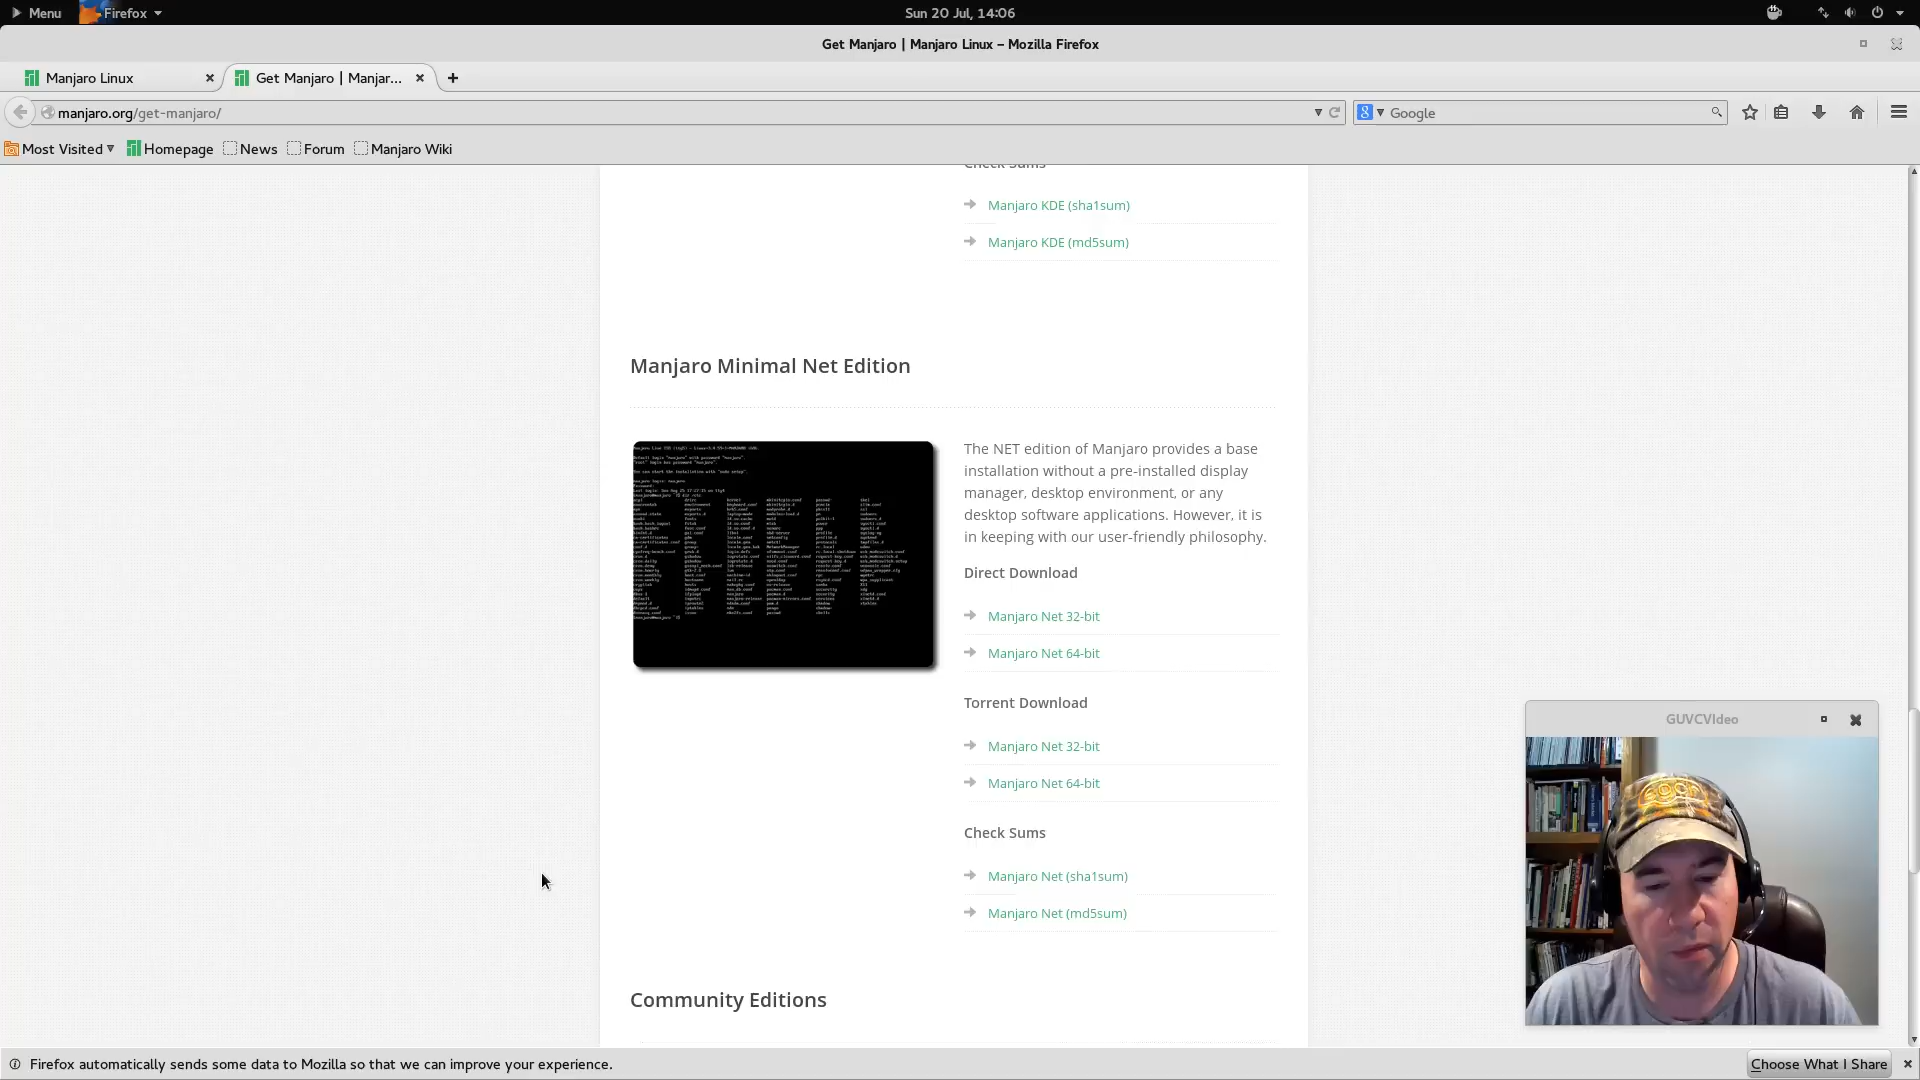 Menu Firefox Sun 20 Jul, 14:06
Get Manjaro | Manjaro Linux – Mozilla Firefox
Manjaro Linux Get Manjaro | Manjar...
manjaro.org/get-manjaro/ Google
Most Visited Homepage News Forum Manjaro Wiki
Check Sums
Manjaro KDE (sha1sum)
Manjaro KDE (md5sum)
Manjaro Minimal Net Edition
The NET edition of Manjaro provides a base
installation without a pre-installed display
manager, desktop environment, or any
desktop software applications. However, it is
in keeping with our user-friendly philosophy.
Direct Download
Manjaro Net 32-bit
Manjaro Net 64-bit
Torrent Download
Manjaro Net 32-bit
Manjaro Net 64-bit
Check Sums
Manjaro Net (sha1sum)
Manjaro Net (md5sum)
Community Editions
GUVCVIdeo
Firefox automatically sends some data to Mozilla so that we can improve your experience.
Choose What I Share